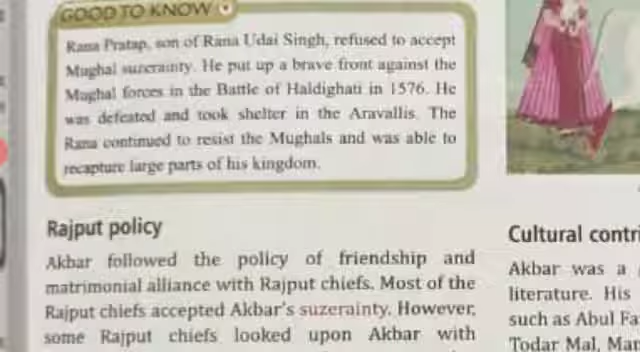 GOOD TO KNOW
Rana Pratap, son of Rana Udai Singh, refused to accept
Mughal suzerainty. He put up a brave front against the
Mughal forces in the Battle of Haldighati in 1576. He
was defeated and took shelter in the Aravallis. The
Rana continued to resist the Mughals and was able to
recapture large parts of his kingdom.
Rajput policy
Akbar followed the policy of friendship and
matrimonial alliance with Rajput chiefs. Most of the
Rajput chiefs accepted Akbar's suzerainty. However,
some Rajput chiefs looked upon Akbar with
Cultural contri
Akbar was a
literature. His
such as Abul Fa
Todar Mal, Man